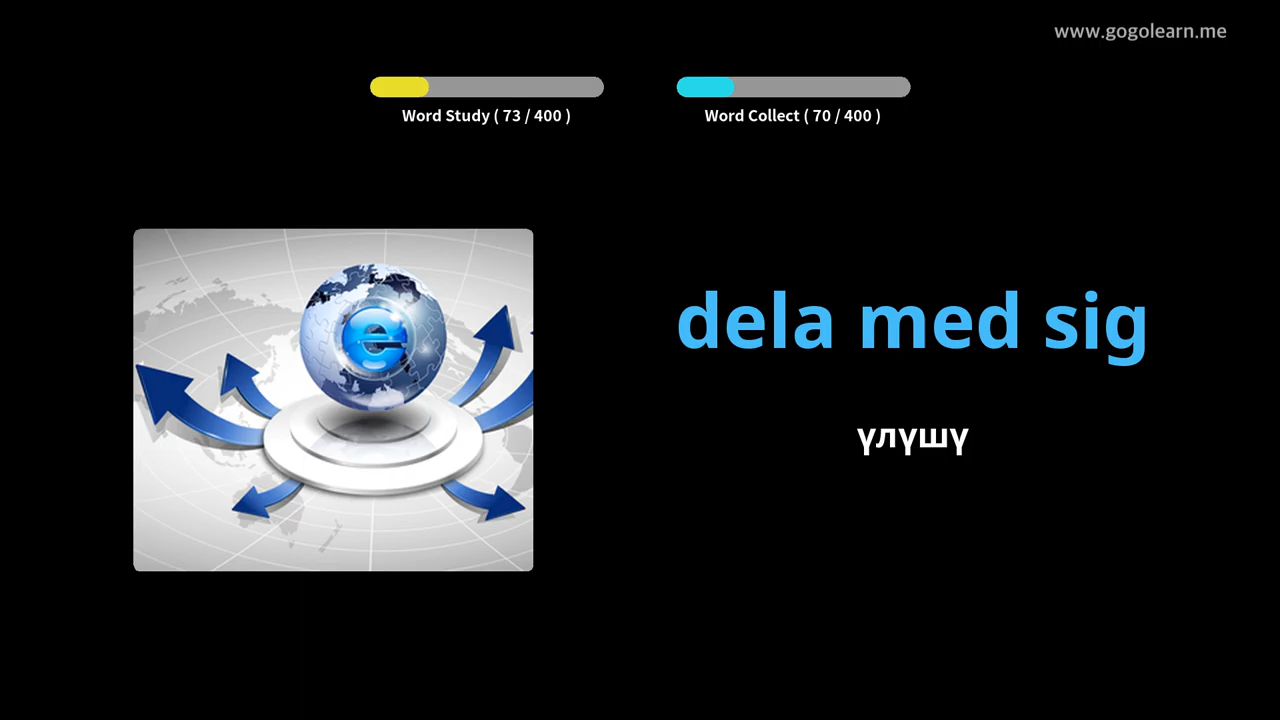 www.gogolearn.me
Word Study ( 73 / 400 )
Word Collect ( 70 / 400 )
e
dela med sig
үлүшү